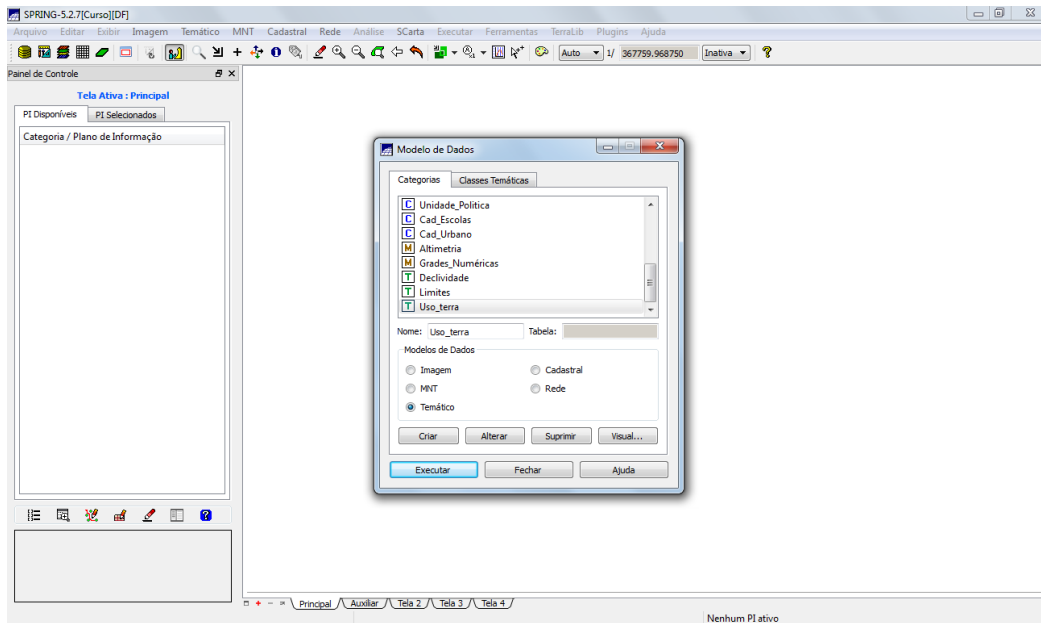 SPRING-5.2.7[Curso][DF]
Arquivo Editar Exibir Imagem Temático MNT Cadastral Rede Análise SCarta Executar Ferramentas TerraLib Plugins Ajuda
Auto 1/ 367759.968750 Inativa
Painel de Controle
Tela Ativa : Principal
PI Disponíveis PI Selecionados
Categoria / Plano de Informação
Modelo de Dados
Categorias Classes Temáticas
C Unidade_Politica
C Cad_Escolas
C Cad_Urbano
M Altimetria
M Grades_Numéricas
T Declividade
T Limites
T Uso_terra
Nome: Uso_terra Tabela:
Modelos de Dados
Imagem Cadastral
MNT Rede
Temático
Criar Alterar Suprimir Visual...
Executar Fechar Ajuda
Principal Auxiliar Tela 2 Tela 3 Tela 4
Nenhum PI ativo